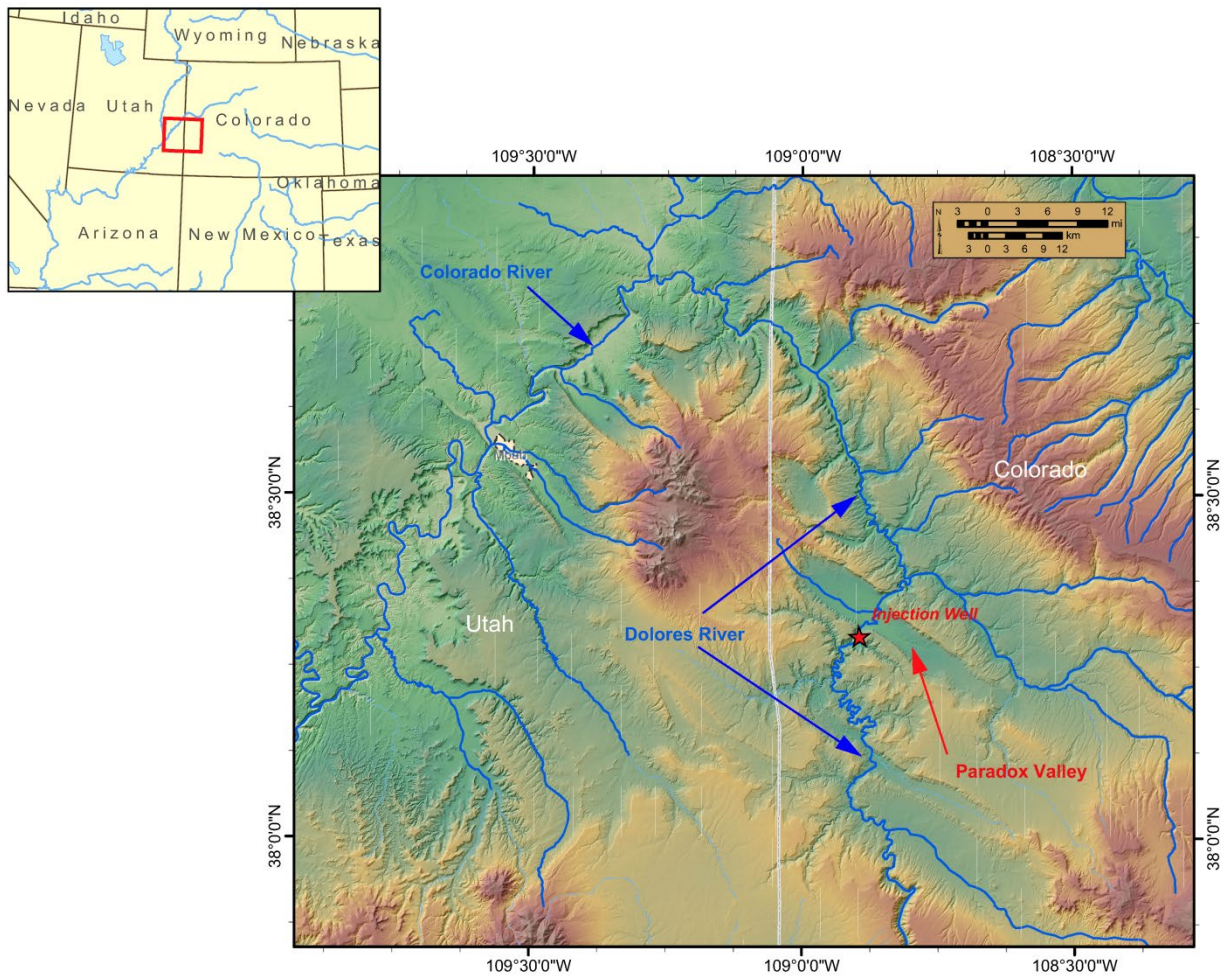 Idaho
Wyoming
Nebraska
Nevada
Utah
Colorado
Oklahoma
Arizona
New Mexico
Texas
109°30'0"W
109°0'0"W
108°30'0"W
N
S
3 0 3 6 9 12
mi
km
3 0 3 6 9 12
Colorado River
Moab
38°30'0"N
Colorado
38°30'0"N
Injection Well
Utah
Dolores River
Paradox Valley
38°0'0"N
38°0'0"N
109°30'0"W
109°0'0"W
108°30'0"W